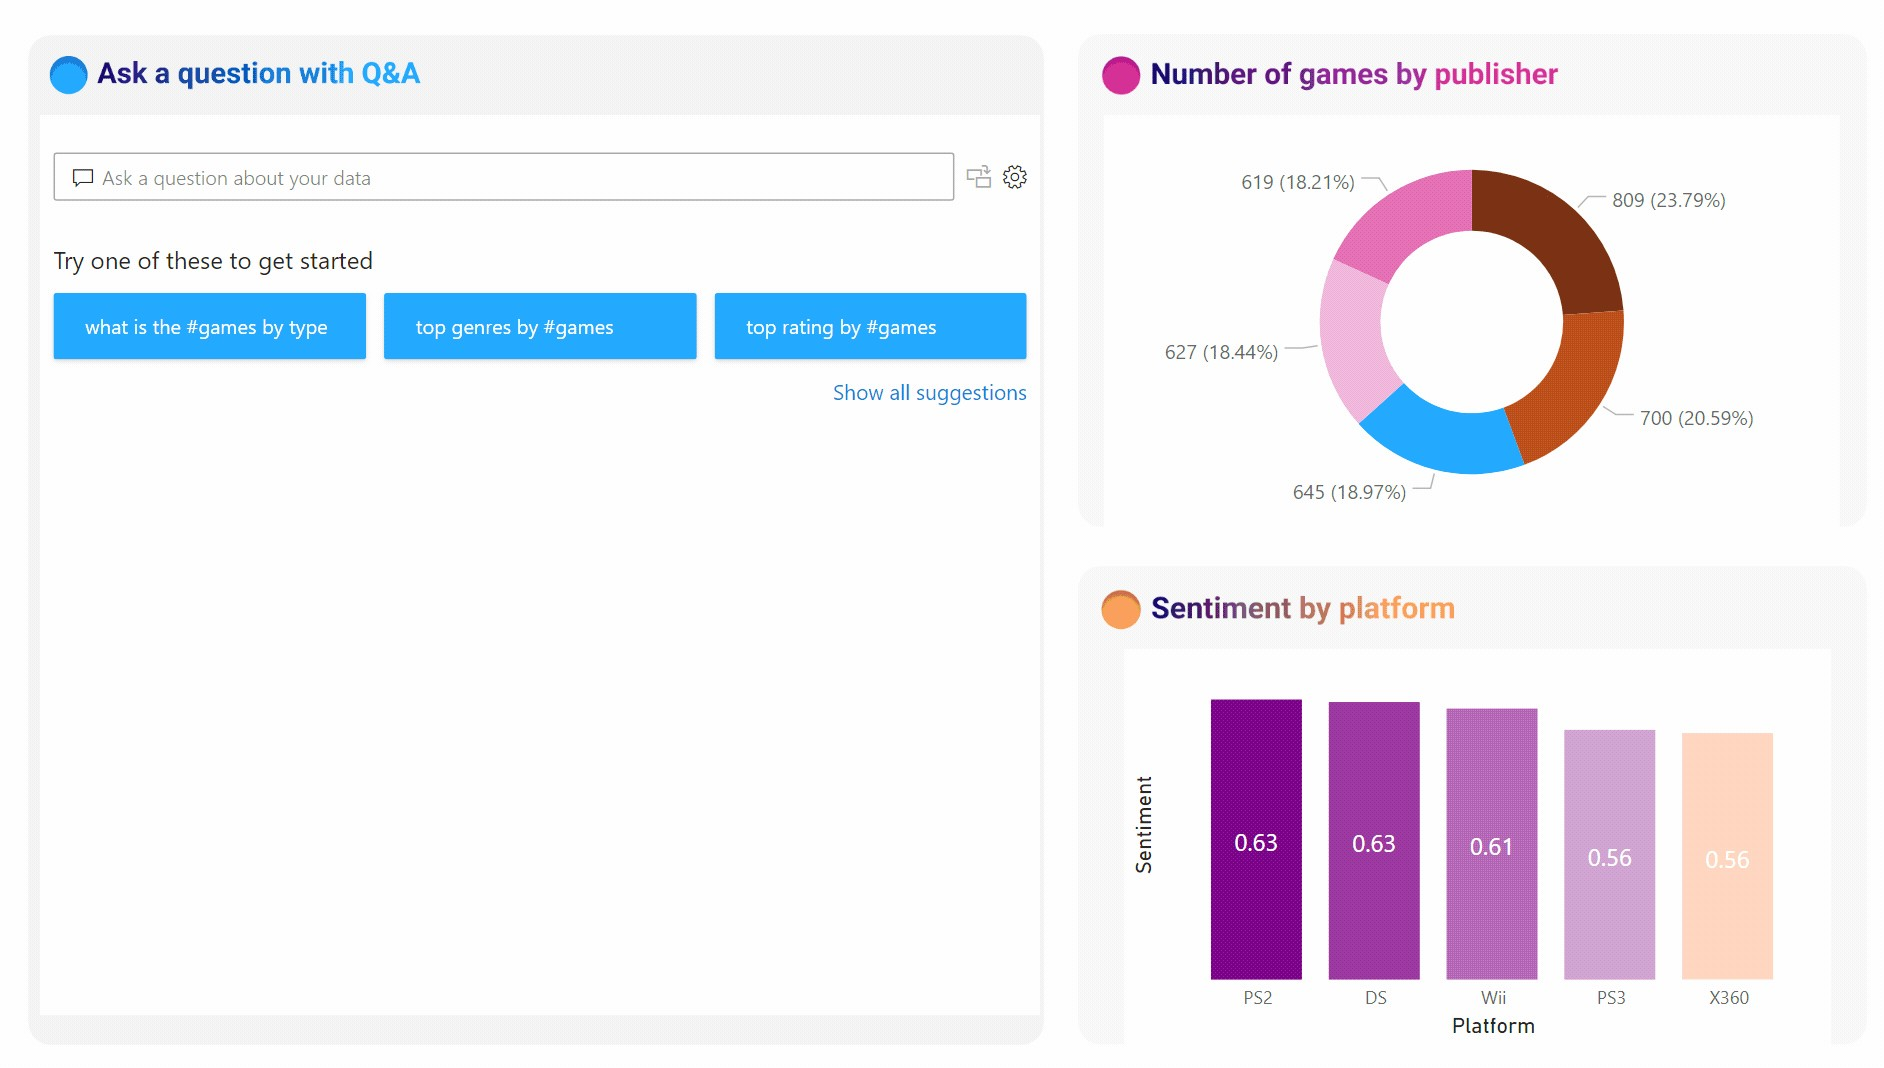 Ask a question with Q&A
Ask a question about your data
Try one of these to get started
what is the #games by type
top genres by #games
top rating by #games
Show all suggestions
Number of games by publisher
619 (18.21%)
809 (23.79%)
627 (18.44%)
700 (20.59%)
645 (18.97%)
Sentiment by platform
Sentiment
0.63
0.63
0.61
0.56
0.56
PS2
DS
Wii
PS3
X360
Platform